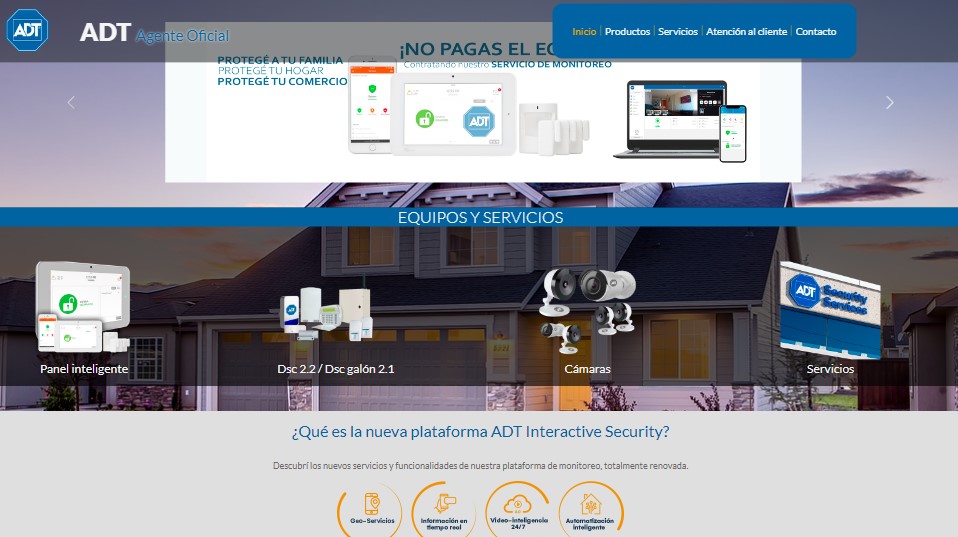 ADT
ADT Agente Oficial
Inicio
Productos
Servicios
Atención al cliente
Contacto
PROTEGÉ A TU FAMILIA
PROTEGÉ TU HOGAR
PROTEGÉ TU COMERCIO
¡NO PAGAS EL
Contratando nuestro SERVICIO DE MONITOREO
ADT
EQUIPOS Y SERVICIOS
ADT
ADT Security
Services
Panel inteligente
Dsc 2.2 / Dsc galón 2.1
Cámaras
Servicios
¿Qué es la nueva plataforma ADT Interactive Security?
Descubrí los nuevos servicios y funcionalidades de nuestra plataforma de monitoreo, totalmente renovada.
Geo-Servicios
Información en
tiempo real
Video-inteligencia
24/7
Automatización
inteligente